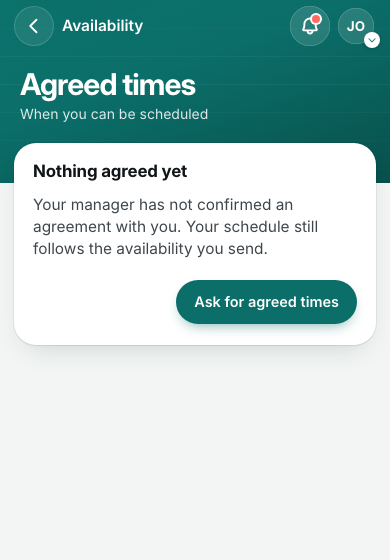 Availability
JO
Agreed times
When you can be scheduled
Nothing agreed yet
Your manager has not confirmed an
agreement with you. Your schedule still
follows the availability you send.
Ask for agreed times